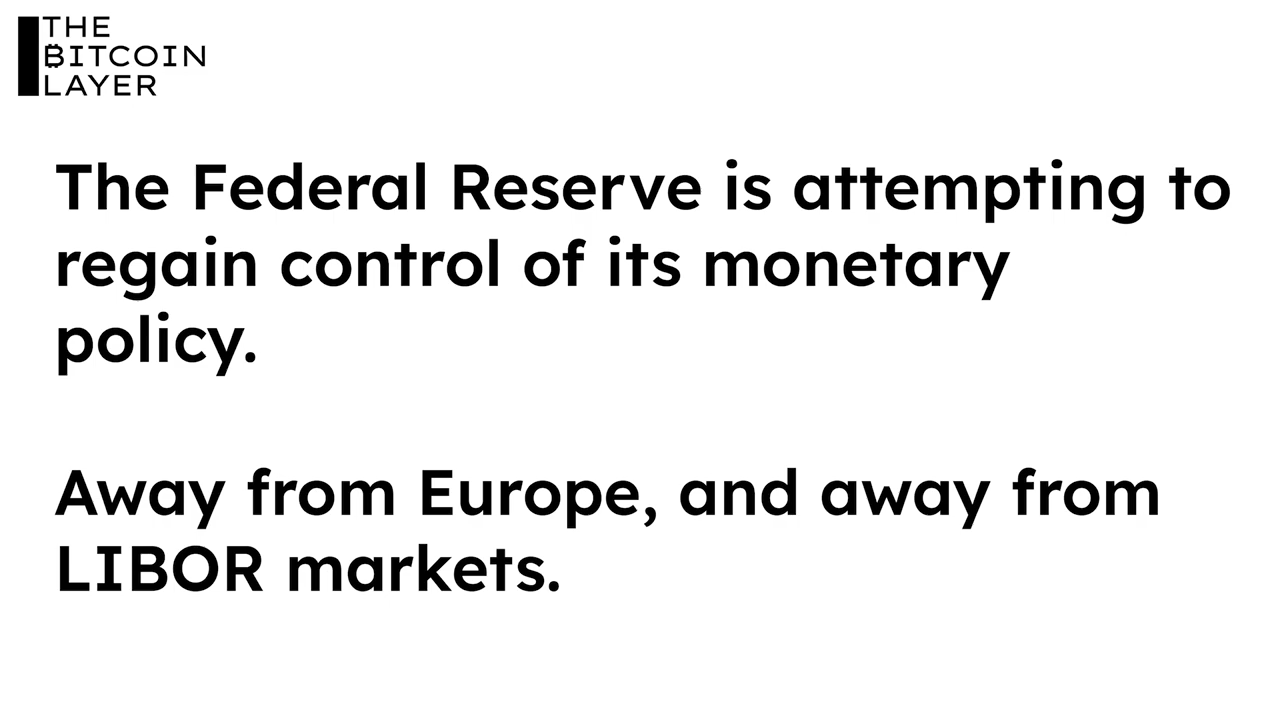 THE
BITCOIN
LAYER
The Federal Reserve is attempting to
regain control of its monetary
policy.
Away from Europe, and away from
LIBOR markets.